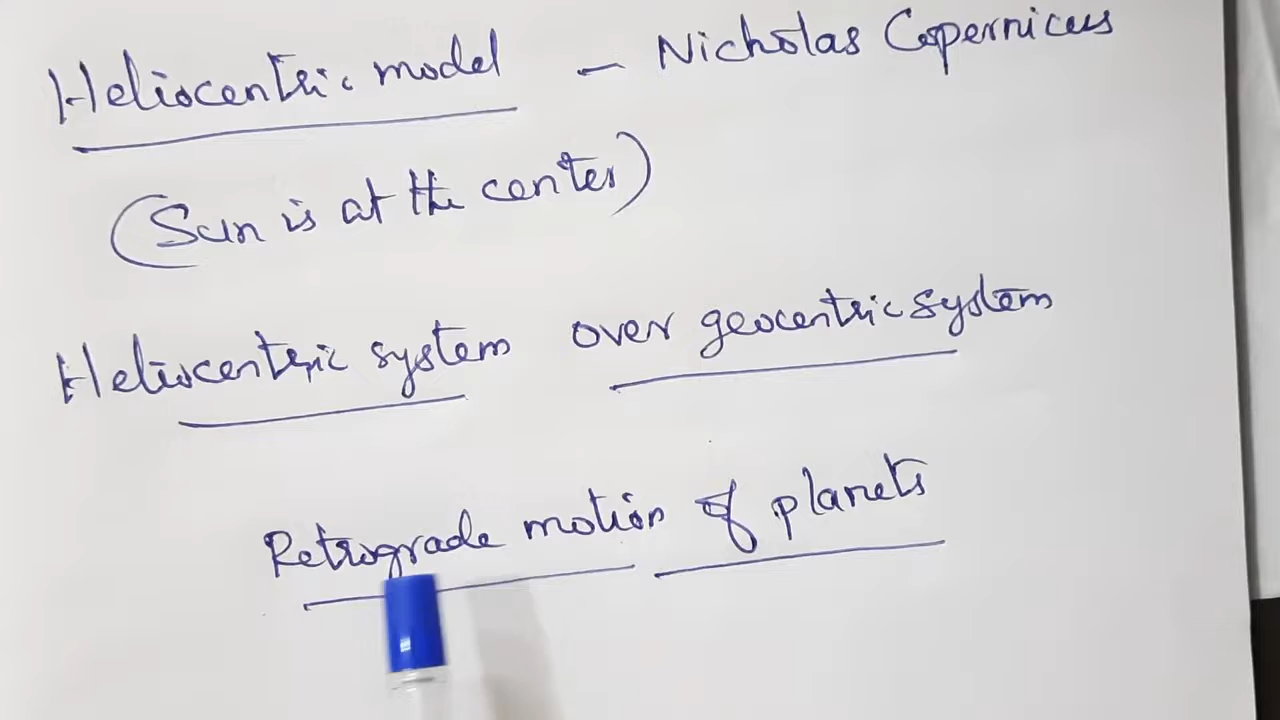 Heliocentric model - Nicholas Copernicus
(Sun is at the center)
Heliocentric system over geocentric system
Retrograde motion of planets